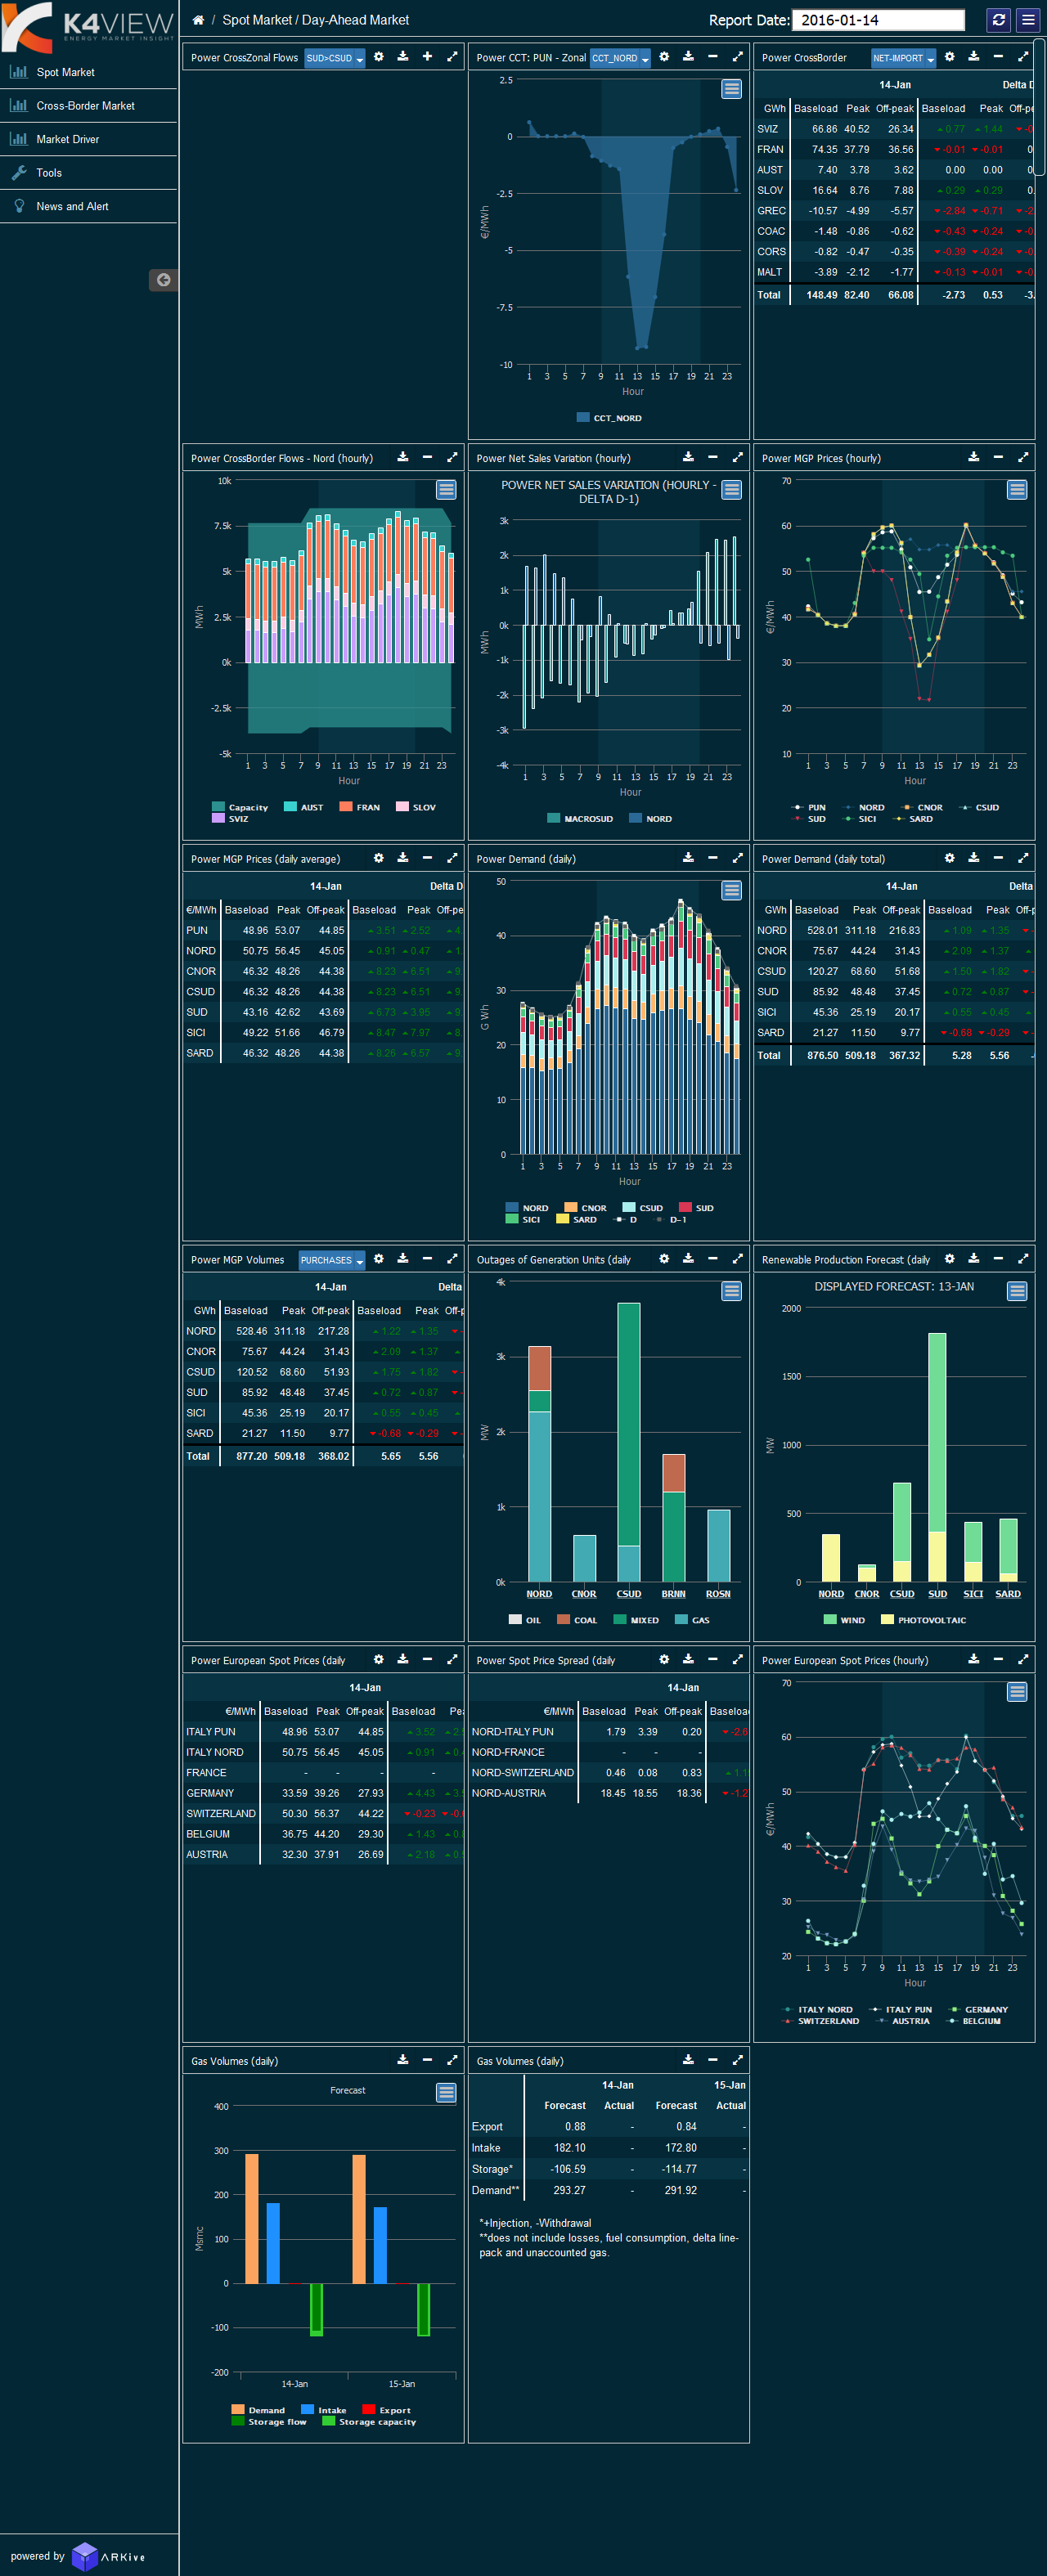 K4VIEW
ENERGY MARKET INSIGHT
Spot Market / Day-Ahead Market
Report Date: 2016-01-14
Spot Market
Cross-Border Market
Market Driver
Tools
News and Alert
Power CrossZonal Flows SUD>CSUD
Power CCT: PUN - Zonal CCT_NORD
2.5
0
-2.5
-5
-7.5
-10
€/MWh
1 3 5 7 9 11 13 15 17 19 21 23
Hour
CCT_NORD
Power CrossBorder NET-IMPORT
14-Jan Delta D
GWh Baseload Peak Off-peak Baseload Peak Off-pe
SVIZ 66.86 40.52 26.34 0.77 1.44
FRAN 74.35 37.79 36.56 -0.01 -0.01 0.
AUST 7.40 3.78 3.62 0.00 0.00 0.
SLOV 16.64 8.76 7.88 0.29 0.29 0.
GREC -10.57 -4.99 -5.57 -2.84 -0.71 -2
COAC -1.48 -0.86 -0.62 -0.43 -0.24
CORS -0.82 -0.47 -0.35 -0.39 -0.24
MALT -3.89 -2.12 -1.77 -0.13 -0.01
Total 148.49 82.40 66.08 -2.73 0.53 -3.
Power CrossBorder Flows - Nord (hourly)
10k
7.5k
5k
2.5k
0k
-2.5k
-5k
MWh
1 3 5 7 9 11 13 15 17 19 21 23
Hour
Capacity AUST FRAN SLOV
SVIZ
Power Net Sales Variation (hourly)
POWER NET SALES VARIATION (HOURLY -
DELTA D-1)
3k
2k
1k
0k
-1k
-2k
-3k
-4k
MWh
1 3 5 7 9 11 13 15 17 19 21 23
Hour
MACROSUD NORD
Power MGP Prices (hourly)
70
60
50
40
30
20
10
€/MWh
1 3 5 7 9 11 13 15 17 19 21 23
Hour
PUN NORD CNOR CSUD
SUD SICI SARD
Power MGP Prices (daily average)
14-Jan Delta D
€/MWh Baseload Peak Off-peak Baseload Peak Off-pe
PUN 48.96 53.07 44.85 3.51 2.52 4.
NORD 50.75 56.45 45.05 0.91 0.47 1.
CNOR 46.32 48.26 44.38 8.23 6.51 9.
CSUD 46.32 48.26 44.38 8.23 6.51 9.
SUD 43.16 42.62 43.69 6.73 3.95 9.
SICI 49.22 51.66 46.79 8.47 7.97 8.
SARD 46.32 48.26 44.38 8.26 6.57 9.
Power Demand (daily)
50
40
30
20
10
0
G Wh
1 3 5 7 9 11 13 15 17 19 21 23
Hour
NORD CNOR CSUD SUD
SICI SARD D D-1
Power Demand (daily total)
14-Jan Delta
GWh Baseload Peak Off-peak Baseload Peak Off-p
NORD 528.01 311.18 216.83 1.09 1.35
CNOR 75.67 44.24 31.43 2.09 1.37
CSUD 120.27 68.60 51.68 1.50 1.82
SUD 85.92 48.48 37.45 0.72 0.87
SICI 45.36 25.19 20.17 0.55 0.45
SARD 21.27 11.50 9.77 -0.68 -0.29
Total 876.50 509.18 367.32 5.28 5.56
Power MGP Volumes PURCHASES
14-Jan Delta
GWh Baseload Peak Off-peak Baseload Peak Off-p
NORD 528.46 311.18 217.28 1.22 1.35
CNOR 75.67 44.24 31.43 2.09 1.37
CSUD 120.52 68.60 51.93 1.75 1.82
SUD 85.92 48.48 37.45 0.72 0.87
SICI 45.36 25.19 20.17 0.55 0.45
SARD 21.27 11.50 9.77 -0.68 -0.29
Total 877.20 509.18 368.02 5.65 5.56
Outages of Generation Units (daily
4k
3k
2k
1k
0k
MW
NORD CNOR CSUD BRNN ROSN
OIL COAL MIXED GAS
Renewable Production Forecast (daily
DISPLAYED FORECAST: 13-JAN
2000
1500
1000
500
0
MW
NORD CNOR CSUD SUD SICI SARD
WIND PHOTOVOLTAIC
Power European Spot Prices (daily
14-Jan
€/MWh Baseload Peak Off-peak Baseload Pea
ITALY PUN 48.96 53.07 44.85 3.52 2.
ITALY NORD 50.75 56.45 45.05 0.91 0.
FRANCE - - - -
GERMANY 33.59 39.26 27.93 4.43 3.
SWITZERLAND 50.30 56.37 44.22 -0.23 -0.
BELGIUM 36.75 44.20 29.30 1.43 0.
AUSTRIA 32.30 37.91 26.69 2.18 0.
Power Spot Price Spread (daily
14-Jan
€/MWh Baseload Peak Off-peak Baseloa
NORD-ITALY PUN 1.79 3.39 0.20 -2.6
NORD-FRANCE - - -
NORD-SWITZERLAND 0.46 0.08 0.83 1.1
NORD-AUSTRIA 18.45 18.55 18.36 -1.2
Power European Spot Prices (hourly)
70
60
50
40
30
20
€/MWh
1 3 5 7 9 11 13 15 17 19 21 23
Hour
ITALY NORD ITALY PUN GERMANY
SWITZERLAND AUSTRIA BELGIUM
Gas Volumes (daily)
Forecast
400
300
200
100
0
-100
-200
Msmc
14-Jan 15-Jan
Demand Intake Export
Storage flow Storage capacity
Gas Volumes (daily)
14-Jan 15-Jan
Forecast Actual Forecast Actual
Export 0.88 - 0.84 -
Intake 182.10 - 172.80 -
Storage* -106.59 - -114.77 -
Demand** 293.27 - 291.92 -
*+Injection, -Withdrawal
**does not include losses, fuel consumption, delta line-
pack and unaccounted gas.
powered by ARKive